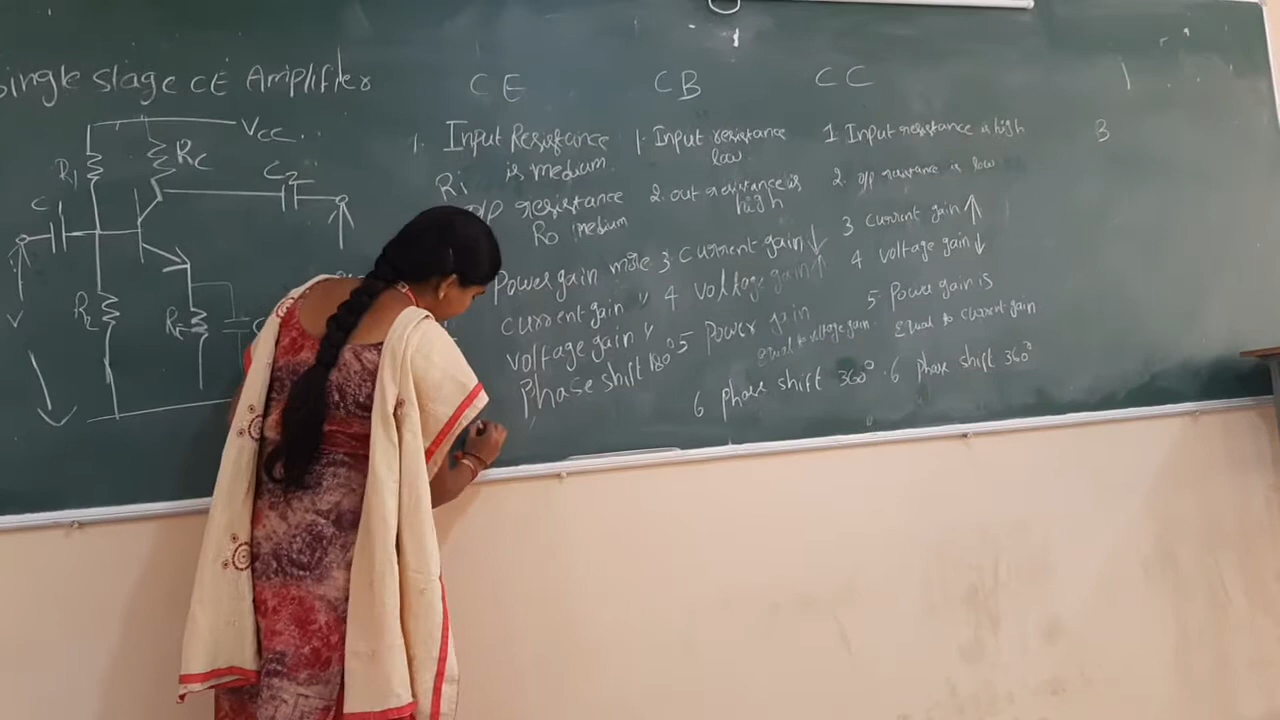 Single Stage CE Amplifier
Vcc
R1
Rc
C2
C
R2
RE
C
V
CE
1. Input Resistance
is medium.
Ri
o/p resistance
Ro medium
Power gain more
current gain "
voltage gain "
Phase shift 180°
CB
1. Input resistance
low
2. out resistance is
high
3 current gain ↓
4 voltage gain ↑
5 Power gain
Equal to voltage gain.
6 phase shift 360°.
CC
1 Input resistance is high
2. o/p resistance is low
3 current gain ↑
4 voltage gain ↓
5 Power gain is
Equal to current gain
6 phase shift 360°
1
3